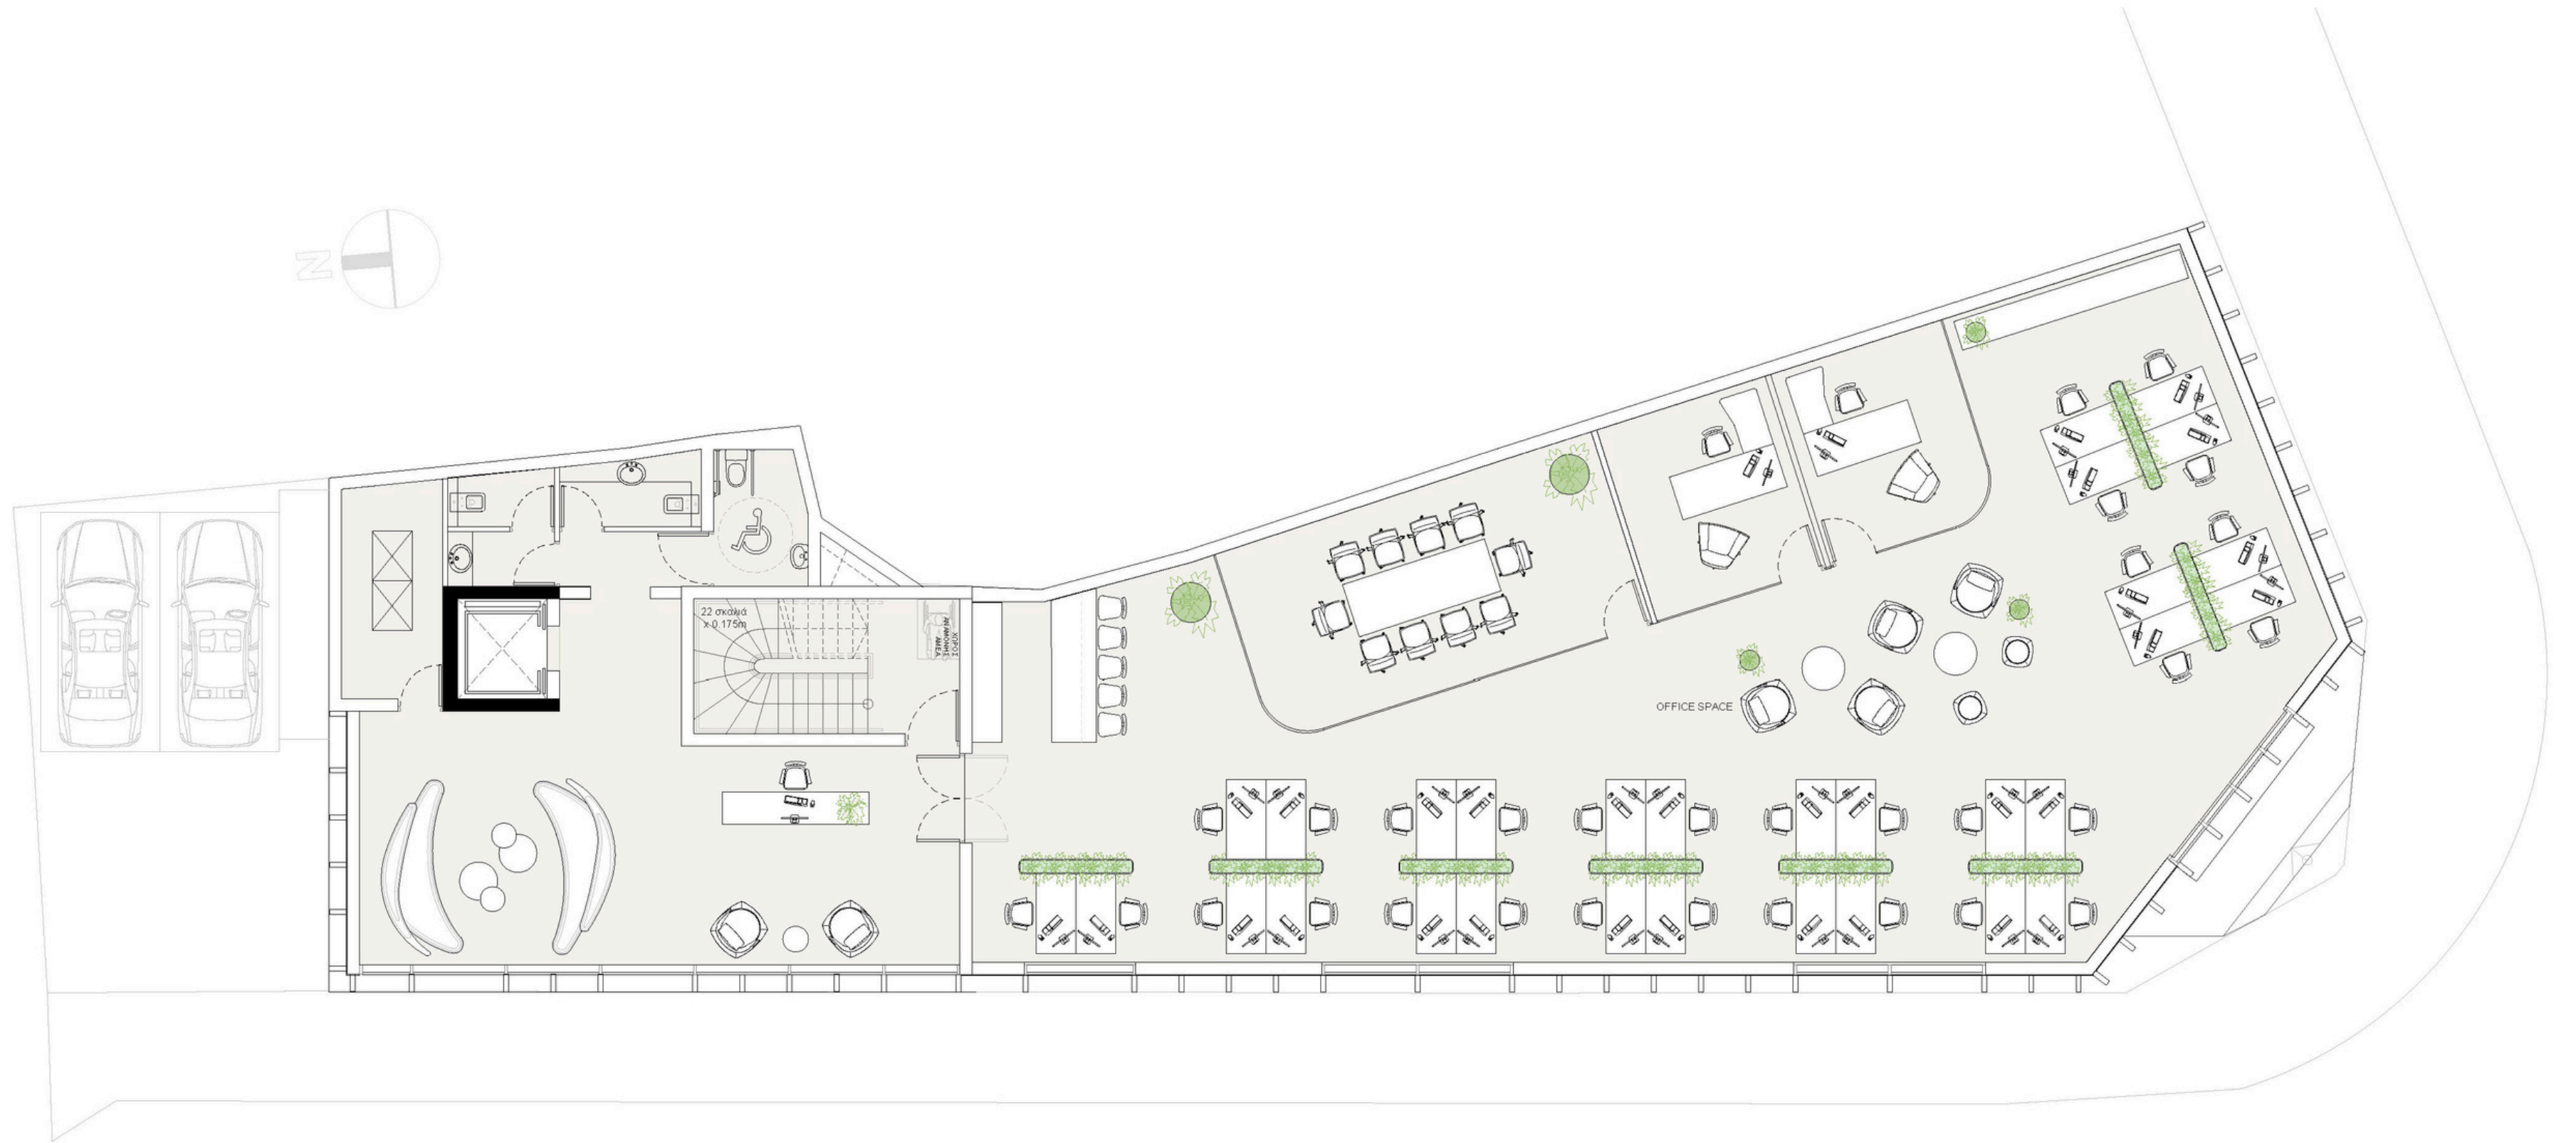 N
22 σκαλιά
x 0.175m
ΧΩΡΟΣ
ΑΝΑΜΟΝΗΣ
ΑΜΕΑ
OFFICE SPACE